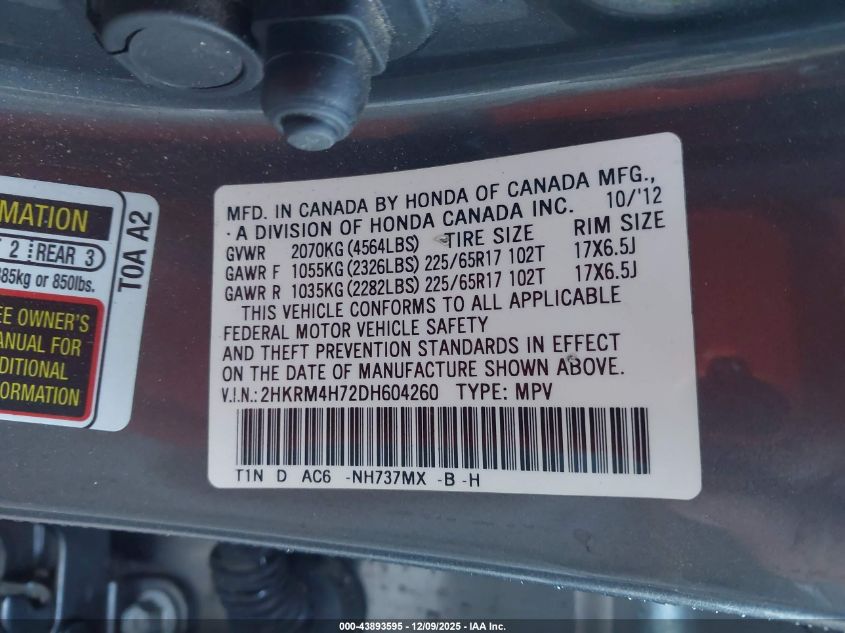 MATION
T 2 REAR 3
385kg or 850lbs.
EE OWNER'S
ANUAL FOR
DITIONAL
FORMATION
T0A A2
MFD. IN CANADA BY HONDA OF CANADA MFG.,
· A DIVISION OF HONDA CANADA INC. 10/'12
GVWR 2070KG (4564LBS) TIRE SIZE RIM SIZE
GAWR F 1055KG (2326LBS) 225/65R17 102T 17X6.5J
GAWR R 1035KG (2282LBS) 225/65R17 102T 17X6.5J
THIS VEHICLE CONFORMS TO ALL APPLICABLE
FEDERAL MOTOR VEHICLE SAFETY
AND THEFT PREVENTION STANDARDS IN EFFECT
ON THE DATE OF MANUFACTURE SHOWN ABOVE.
V.I.N.: 2HKRM4H72DH604260 TYPE: MPV
T1N D AC6 -NH737MX -B -H
000-43893595 - 12/09/2025 - IAA Inc.